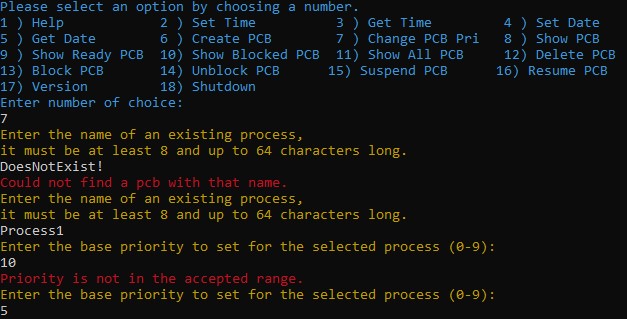 Please select an option by choosing a number.
1 ) Help 2 ) Set Time 3 ) Get Time 4 ) Set Date
5 ) Get Date 6 ) Create PCB 7 ) Change PCB Pri 8 ) Show PCB
9 ) Show Ready PCB 10) Show Blocked PCB 11) Show All PCB 12) Delete PCB
13) Block PCB 14) Unblock PCB 15) Suspend PCB 16) Resume PCB
17) Version 18) Shutdown
Enter number of choice:
7
Enter the name of an existing process,
it must be at least 8 and up to 64 characters long.
DoesNotExist!
Could not find a pcb with that name.
Enter the name of an existing process,
it must be at least 8 and up to 64 characters long.
Process1
Enter the base priority to set for the selected process (0-9):
10
Priority is not in the accepted range.
Enter the base priority to set for the selected process (0-9):
5